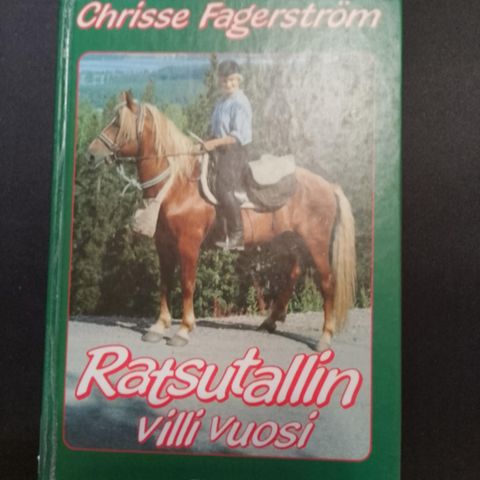 Chrisse Fagerström
Ratsutallin
villi vuosi